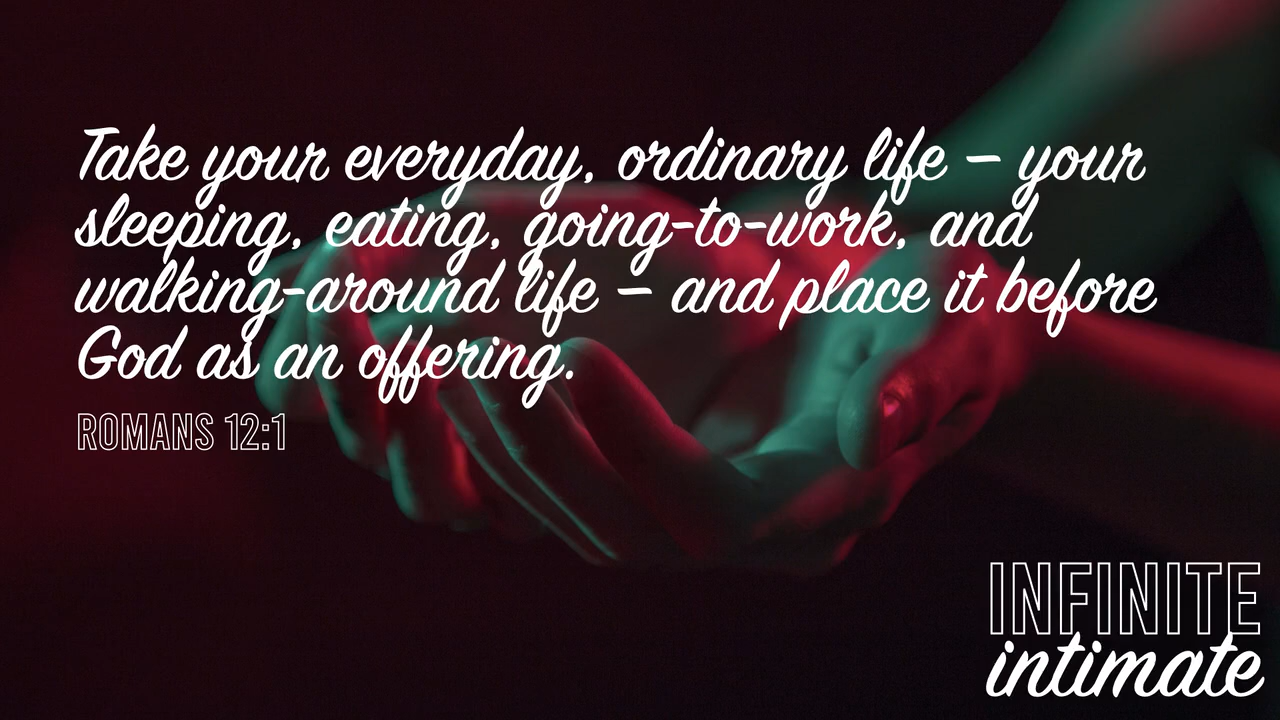 Take your everyday, ordinary life – your
sleeping, eating, going-to-work, and
walking-around life – and place it before
God as an offering.
ROMANS 12:1
INFINITE
intimate